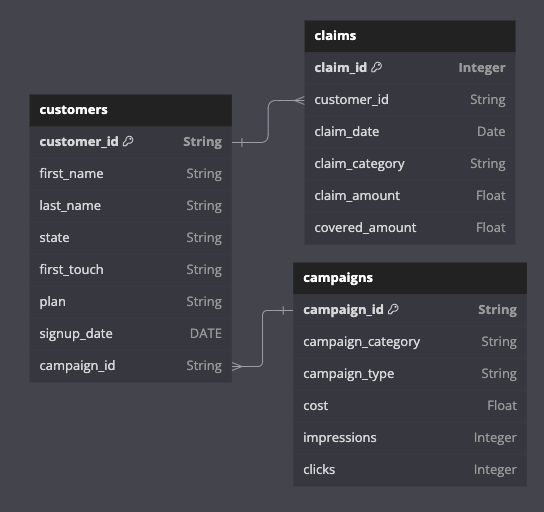 customers
customer_id String
first_name String
last_name String
state String
first_touch String
plan String
signup_date DATE
campaign_id String
claims
claim_id Integer
customer_id String
claim_date Date
claim_category String
claim_amount Float
covered_amount Float
campaigns
campaign_id String
campaign_category String
campaign_type String
cost Float
impressions Integer
clicks Integer